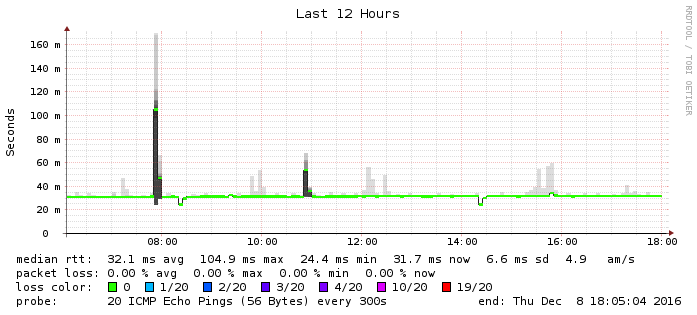 Last 12 Hours
RRDTOOL / TOBI OETIKER
Seconds
160 m
140 m
120 m
100 m
80 m
60 m
40 m
20 m
0
08:00 10:00 12:00 14:00 16:00 18:00
median rtt: 32.1 ms avg 104.9 ms max 24.4 ms min 31.7 ms now 6.6 ms sd 4.9 am/s
packet loss: 0.00 % avg 0.00 % max 0.00 % min 0.00 % now
loss color: 0 1/20 2/20 3/20 4/20 10/20 19/20
probe: 20 ICMP Echo Pings (56 Bytes) every 300s end: Thu Dec 8 18:05:04 2016